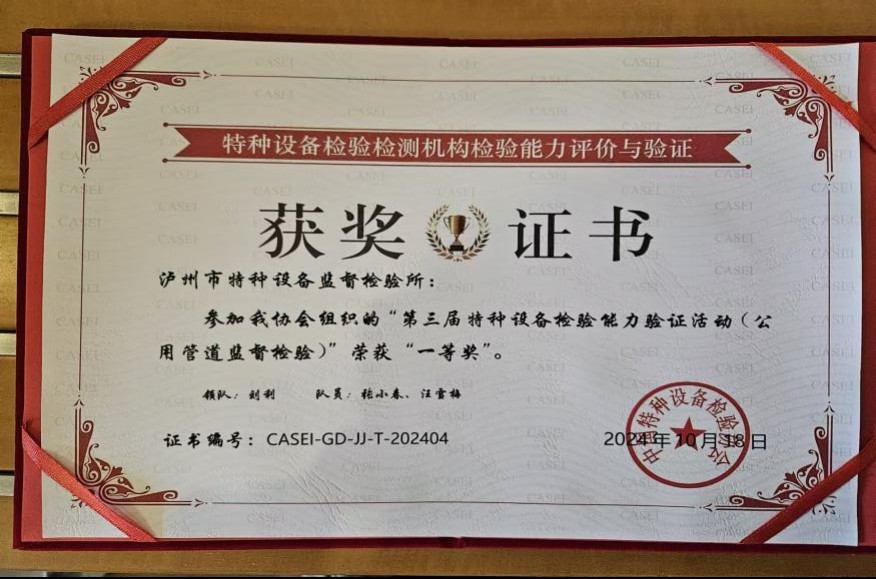 特种设备检验检测机构检验能力评价与验证
获奖证书
泸州市特种设备监督检验所：
参加我协会组织的“第三届特种设备检验能力验证活动（公
用管道监督检验）”荣获“一等奖”。
领队：刘利 队员：张小春、汪雪梅
证书编号：CASEI-GD-JJ-T-202404
2024年10月18日
中国特种设备检验协会
CASEI